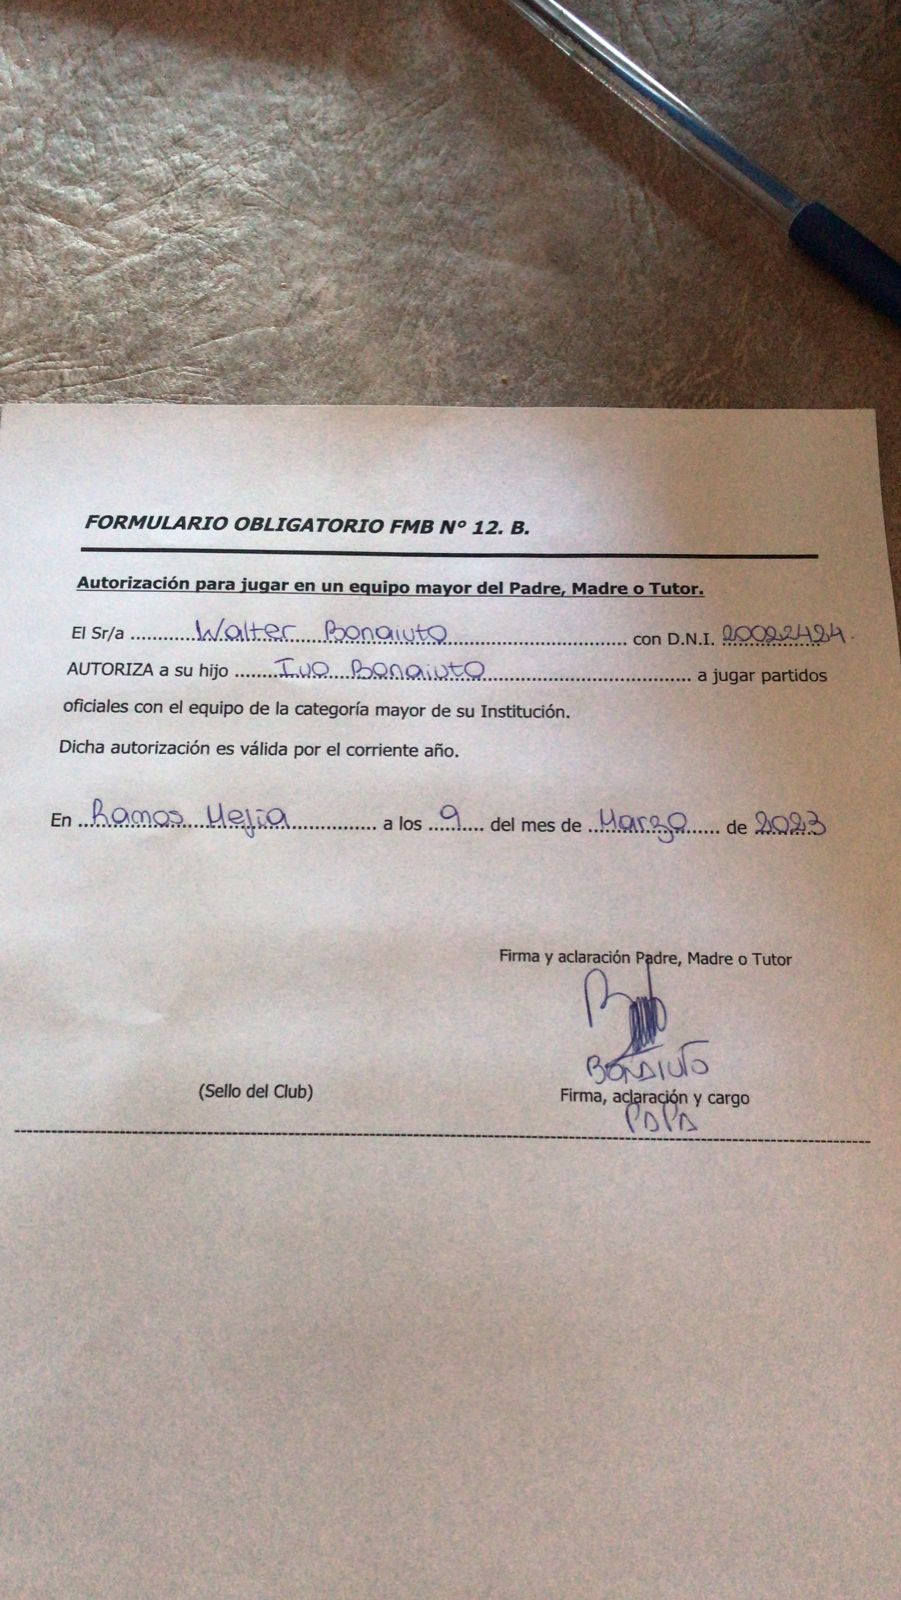 FORMULARIO OBLIGATORIO FMB Nº 12. B.
Autorización para jugar en un equipo mayor del Padre, Madre o Tutor.
El Sr/a ..........Walter Bonaiuto.............................. con D.N.I. 20022424.
AUTORIZA a su hijo ........Ivo Bonaiuto................................... a jugar partidos
oficiales con el equipo de la categoría mayor de su Institución.
Dicha autorización es válida por el corriente año.
En ..Ramos Mejia............... a los ..9.... del mes de ..Marzo...... de 2023
Firma y aclaración Padre, Madre o Tutor
BONAIUTO
(Sello del Club) Firma, aclaración y cargo
PAPA